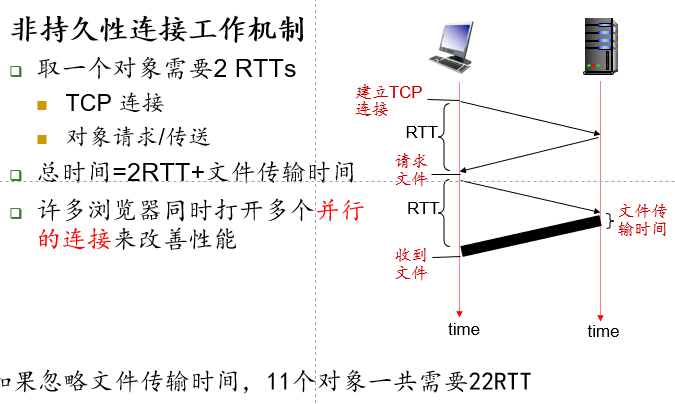 非持久性连接工作机制
取一个对象需要2 RTTs
TCP 连接
对象请求/传送
总时间=2RTT+文件传输时间
许多浏览器同时打开多个并行
的连接来改善性能
建立TCP
连接
RTT
请求
文件
RTT
收到
文件
文件传
输时间
time
time
如果忽略文件传输时间，11个对象一共需要22RTT